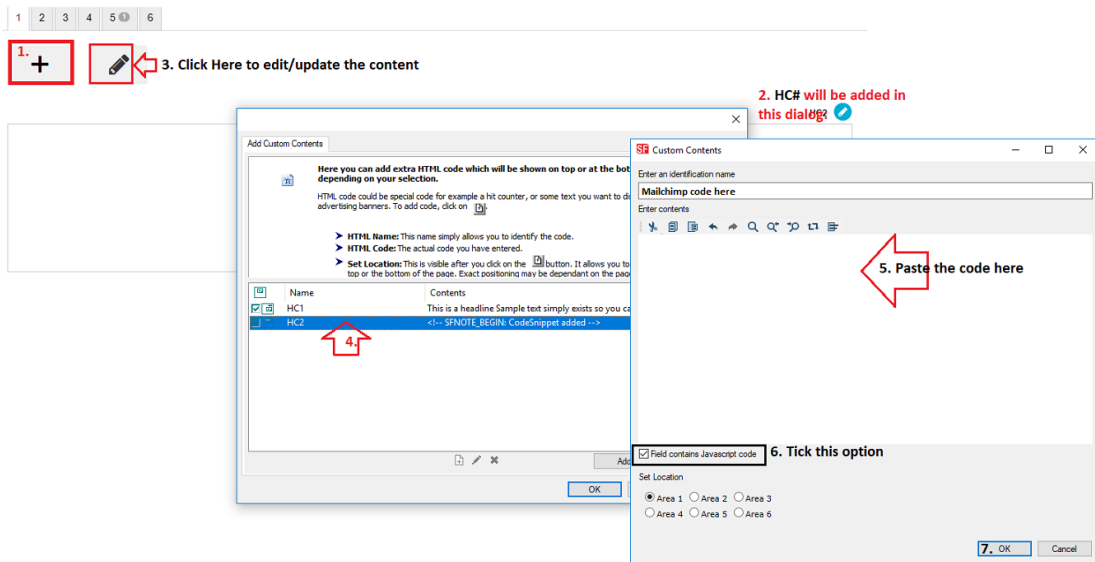 1 2 3 4 5 1 6
1.
3. Click Here to edit/update the content
2. HC# will be added in
this dialog.
Add Custom Contents
Here you can add extra HTML code which will be shown on top or at the bot
depending on your selection.
HTML code could be special code for example a hit counter, or some text you want to di
advertising banners. To add code, click on
HTML Name: This name simply allows you to identify the code.
HTML Code: The actual code you have entered.
Set Location: This is visible after you click on the button. It allows you to
top or the bottom of the page. Exact positioning may be dependant on the pag
Name Contents
HC1 This is a headline Sample text simply exists so you ca
HC2 <!-- SFNOTE_BEGIN: CodeSnippet added -->
4.
Add
OK
SF Custom Contents
Enter an identification name
Mailchimp code here
Enter contents
5. Paste the code here
Field contains Javascript code
6. Tick this option
Set Location
Area 1 Area 2 Area 3
Area 4 Area 5 Area 6
7. OK Cancel